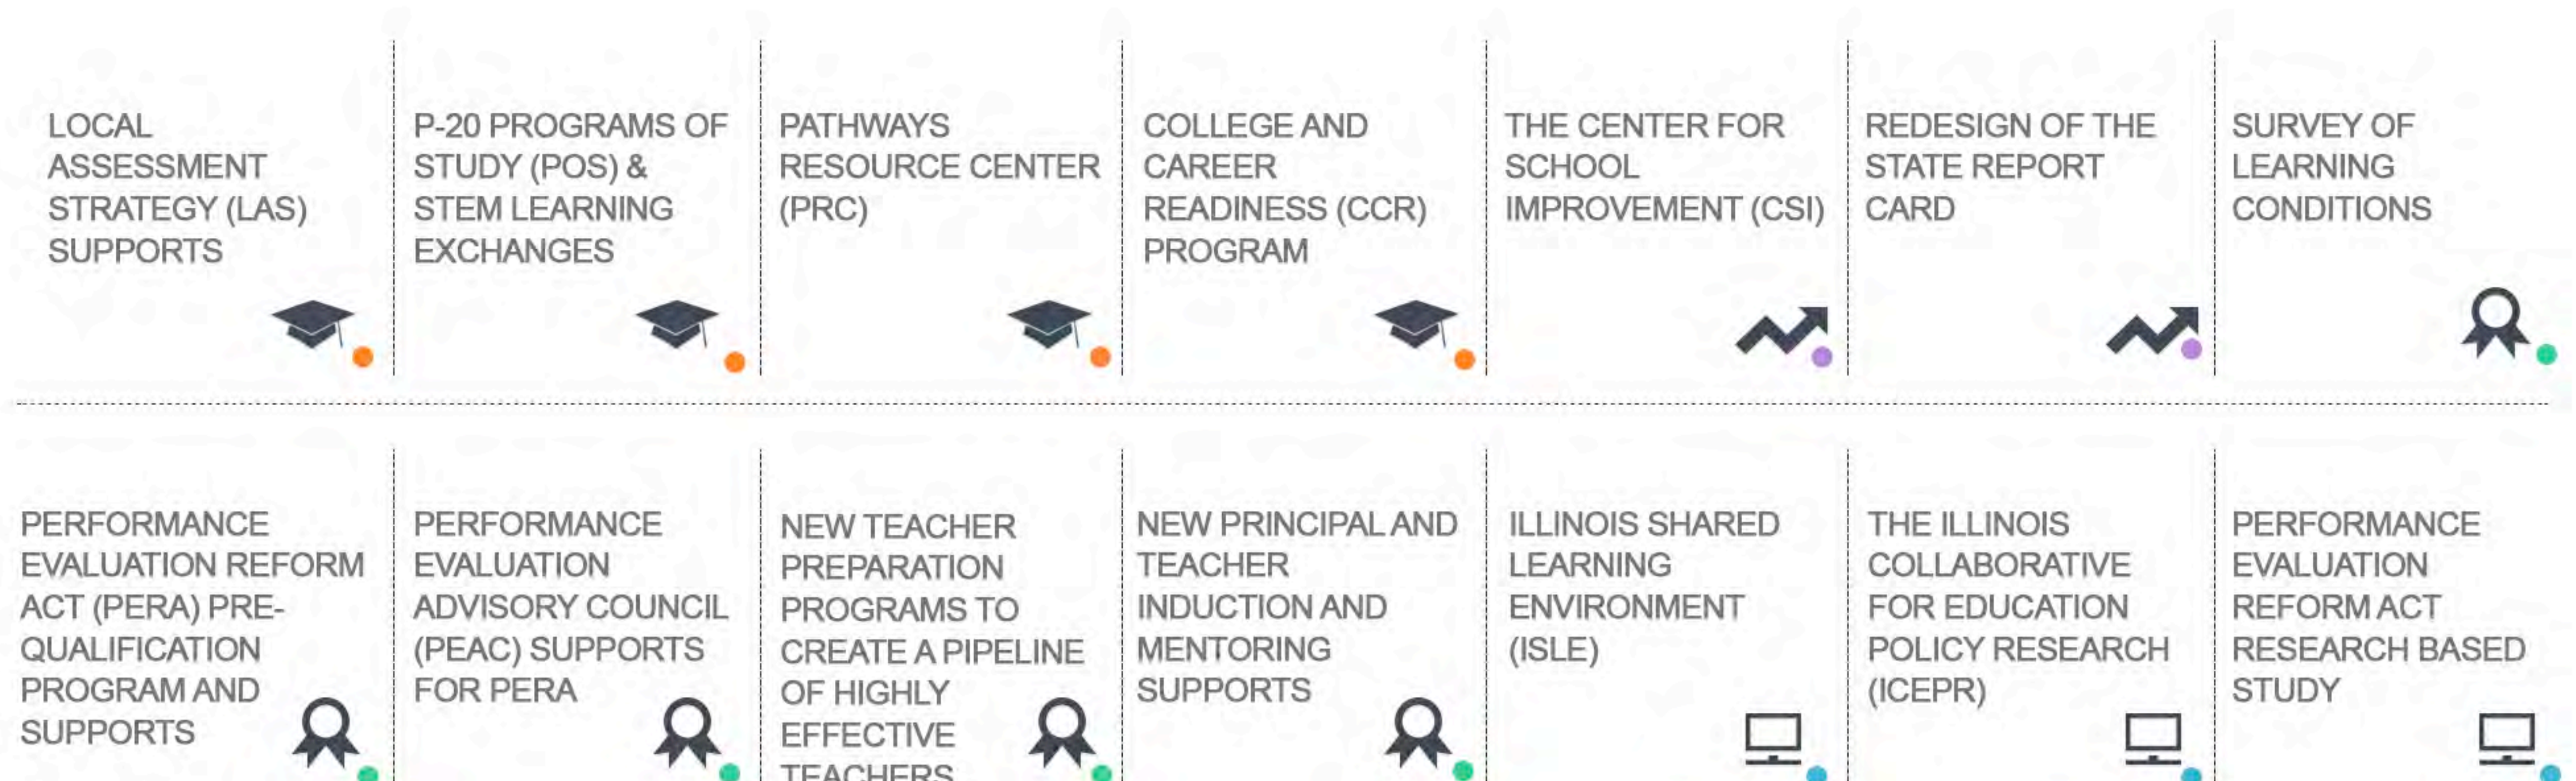 LOCAL
ASSESSMENT
STRATEGY (LAS)
SUPPORTS
P-20 PROGRAMS OF
STUDY (POS) &
STEM LEARNING
EXCHANGES
PATHWAYS
RESOURCE CENTER
(PRC)
COLLEGE AND
CAREER
READINESS (CCR)
PROGRAM
THE CENTER FOR
SCHOOL
IMPROVEMENT (CSI)
REDESIGN OF THE
STATE REPORT
CARD
SURVEY OF
LEARNING
CONDITIONS
PERFORMANCE
EVALUATION REFORM
ACT (PERA) PRE-
QUALIFICATION
PROGRAM AND
SUPPORTS
PERFORMANCE
EVALUATION
ADVISORY COUNCIL
(PEAC) SUPPORTS
FOR PERA
NEW TEACHER
PREPARATION
PROGRAMS TO
CREATE A PIPELINE
OF HIGHLY
EFFECTIVE
TEACHERS
NEW PRINCIPAL AND
TEACHER
INDUCTION AND
MENTORING
SUPPORTS
ILLINOIS SHARED
LEARNING
ENVIRONMENT
(ISLE)
THE ILLINOIS
COLLABORATIVE
FOR EDUCATION
POLICY RESEARCH
(ICEPR)
PERFORMANCE
EVALUATION
REFORM ACT
RESEARCH BASED
STUDY